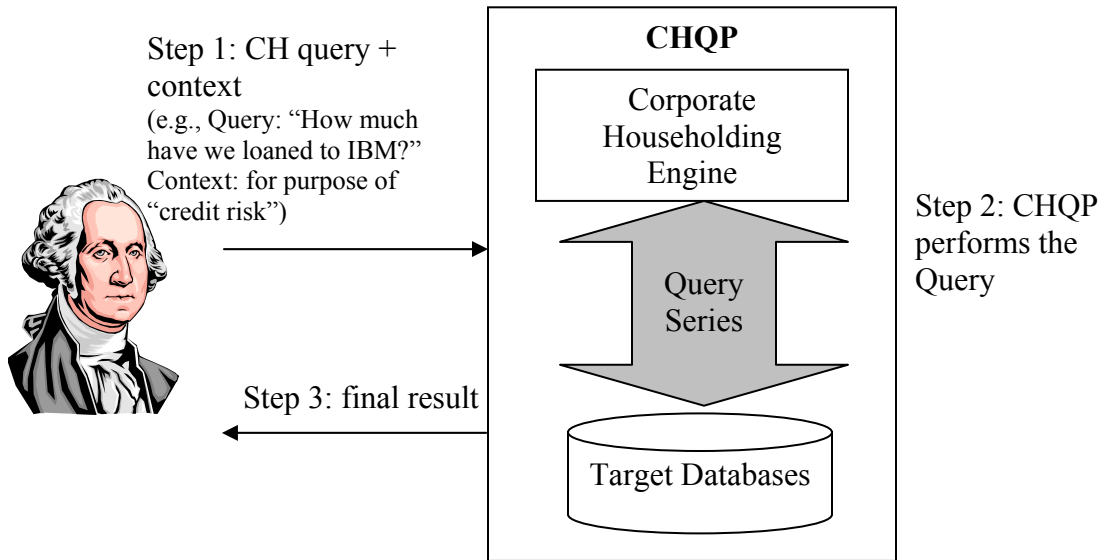 Step 1: CH query +
context
(e.g., Query: “How much
have we loaned to IBM?”
Context: for purpose of
“credit risk”)
CHQP
Corporate
Householding
Engine
Query
Series
Target Databases
Step 2: CHQP
performs the
Query
Step 3: final result